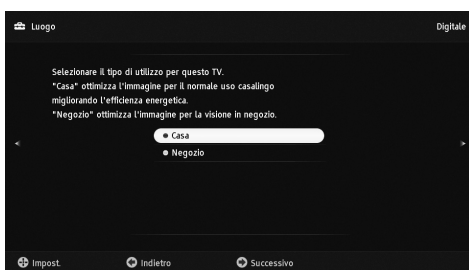 Luogo Digitale
Selezionare il tipo di utilizzo per questo TV.
"Casa" ottimizza l'immagine per il normale uso casalingo
migliorando l'efficienza energetica.
"Negozio" ottimizza l'immagine per la visione in negozio.
Casa
Negozio
Impost. Indietro Successivo